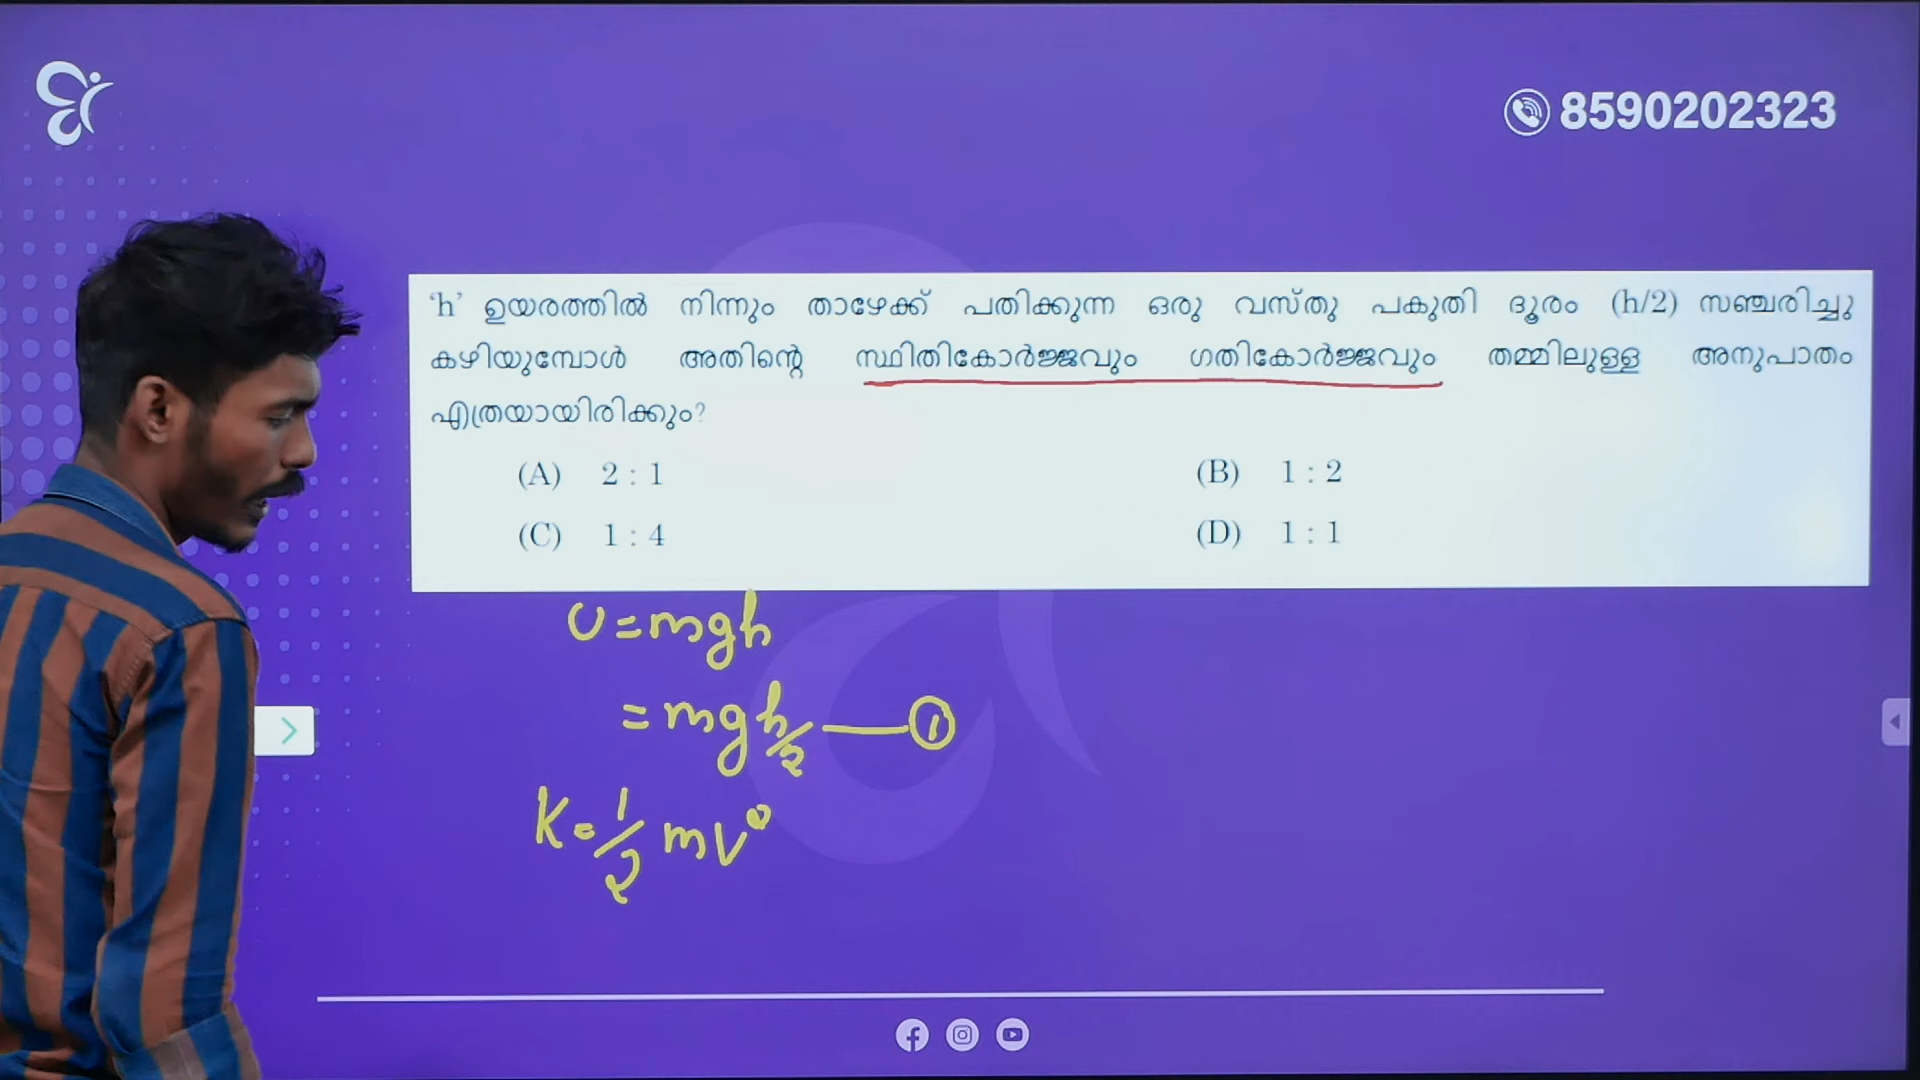 8590202323
'h' ഉയരത്തിൽ നിന്നും താഴേക്ക് പതിക്കുന്ന ഒരു വസ്തു പകുതി ദൂരം (h/2) സഞ്ചരിച്ചു
കഴിയുമ്പോൾ അതിന്റെ സ്ഥിതികോർജ്ജവും ഗതികോർജ്ജവും തമ്മിലുള്ള അനുപാതം
എത്രയായിരിക്കും?
(A) 2 : 1 (B) 1 : 2
(C) 1 : 4 (D) 1 : 1
U = mgh
= mgh/2 — ①
K = 1/2 mv²